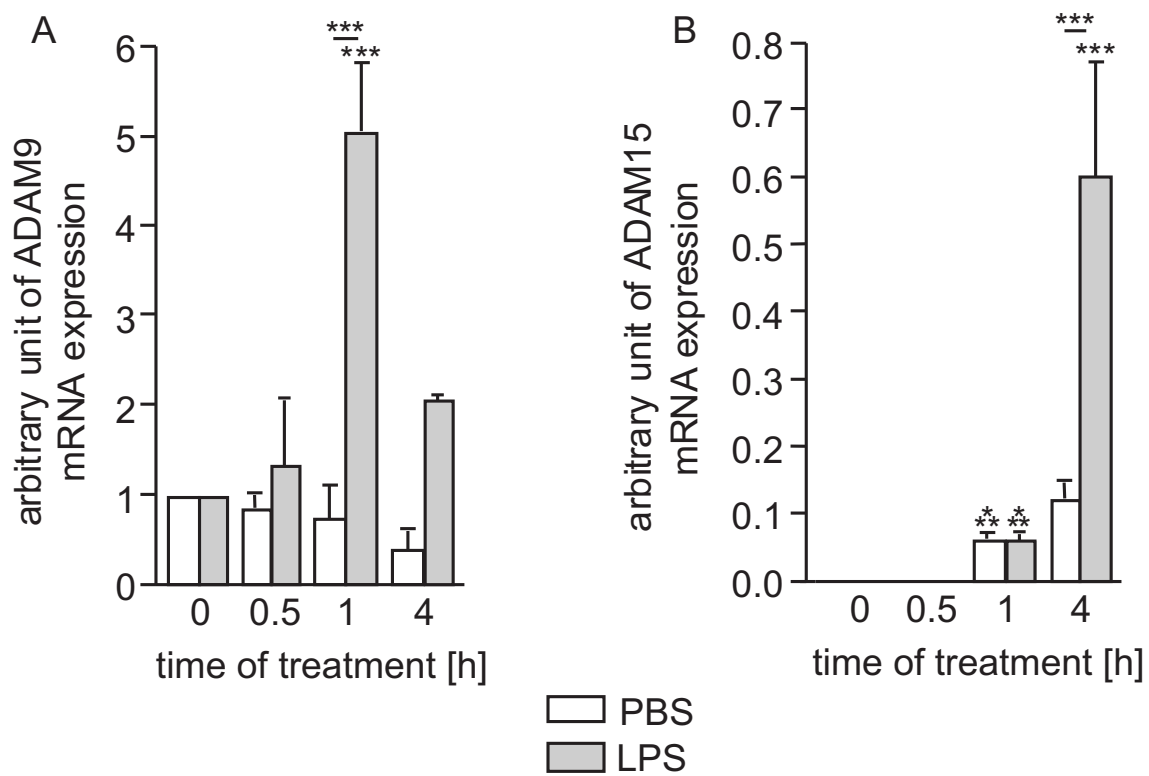 A
arbitrary unit of ADAM9
mRNA expression
6
5
4
3
2
1
0
***
***
0 0.5 1 4
time of treatment [h]
B
arbitrary unit of ADAM15
mRNA expression
0.8
0.7
0.6
0.5
0.4
0.3
0.2
0.1
0.0
***
***
* *
** **
0 0.5 1 4
time of treatment [h]
PBS
LPS